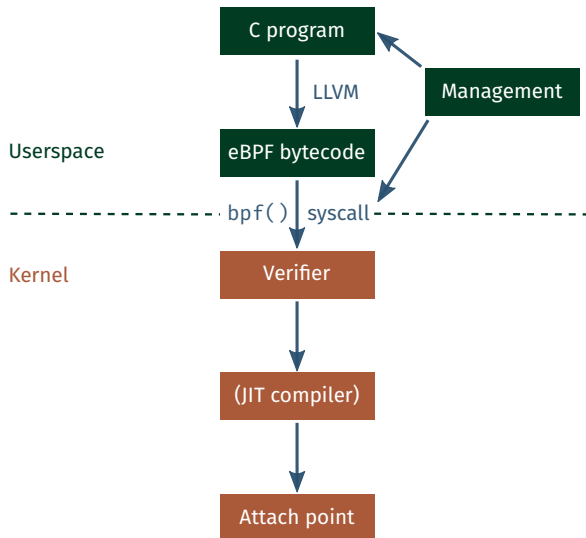 C program
LLVM
Management
Userspace
eBPF bytecode
bpf() syscall
Kernel
Verifier
(JIT compiler)
Attach point